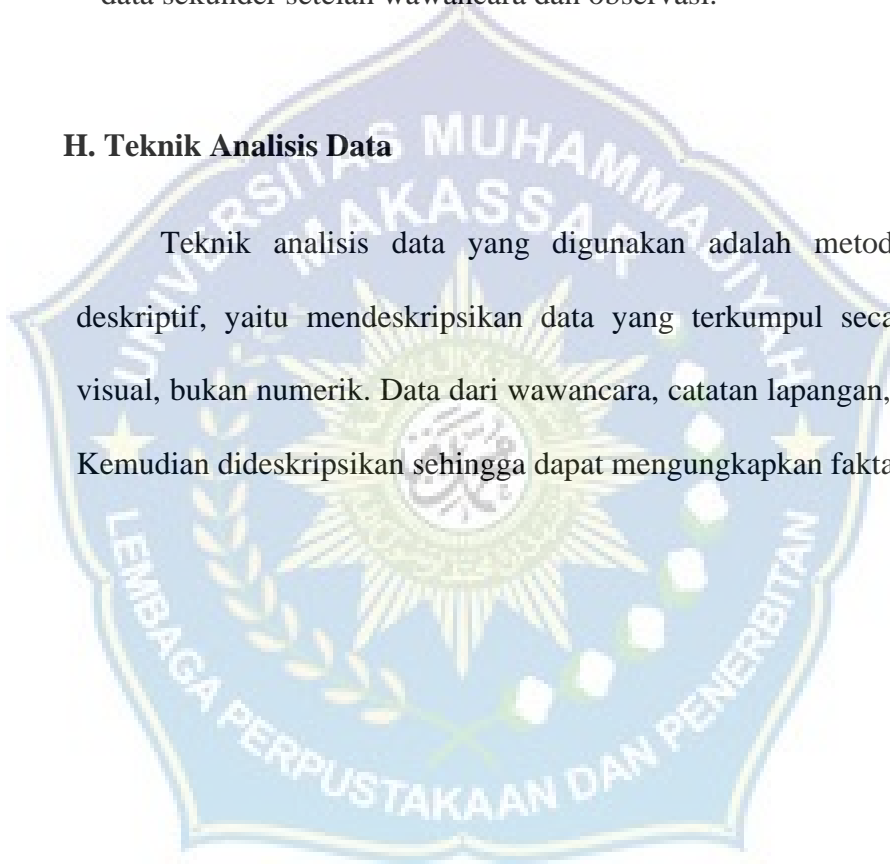 data sekunder setelah wawancara dan observasi.
H. Teknik Analisis Data
Teknik analisis data yang digunakan adalah metod
deskriptif, yaitu mendeskripsikan data yang terkumpul seca
visual, bukan numerik. Data dari wawancara, catatan lapangan,
Kemudian dideskripsikan sehingga dapat mengungkapkan fakta
UNIVERSITAS MUHAMMADIYAH
MAKASSAR
LEMBAGA PERPUSTAKAAN DAN PENERBITAN